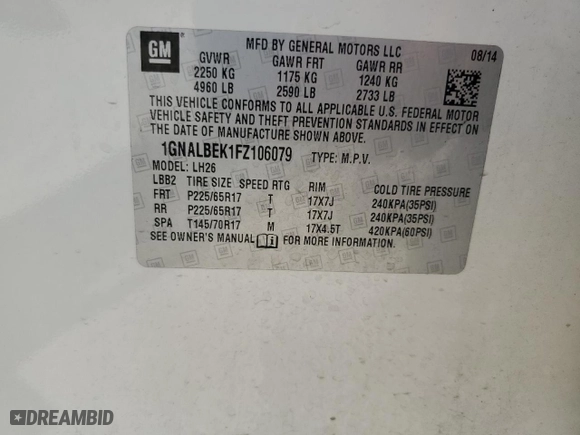 GM
MFD BY GENERAL MOTORS LLC 08/14
GVWR GAWR FRT GAWR RR
2250 KG 1175 KG 1240 KG
4960 LB 2590 LB 2733 LB
THIS VEHICLE CONFORMS TO ALL APPLICABLE U.S. FEDERAL MOTOR
VEHICLE SAFETY AND THEFT PREVENTION STANDARDS IN EFFECT ON
THE DATE OF MANUFACTURE SHOWN ABOVE.
1GNALBEK1FZ106079 TYPE: M.P.V.
MODEL: LH26
LBB2 TIRE SIZE SPEED RTG RIM COLD TIRE PRESSURE
FRT P225/65R17 T 17X7J 240KPA(35PSI)
RR P225/65R17 T 17X7J 240KPA(35PSI)
SPA T145/70R17 M 17X4.5T 420KPA(60PSI)
SEE OWNER'S MANUAL FOR MORE INFORMATION.
DREAMBID